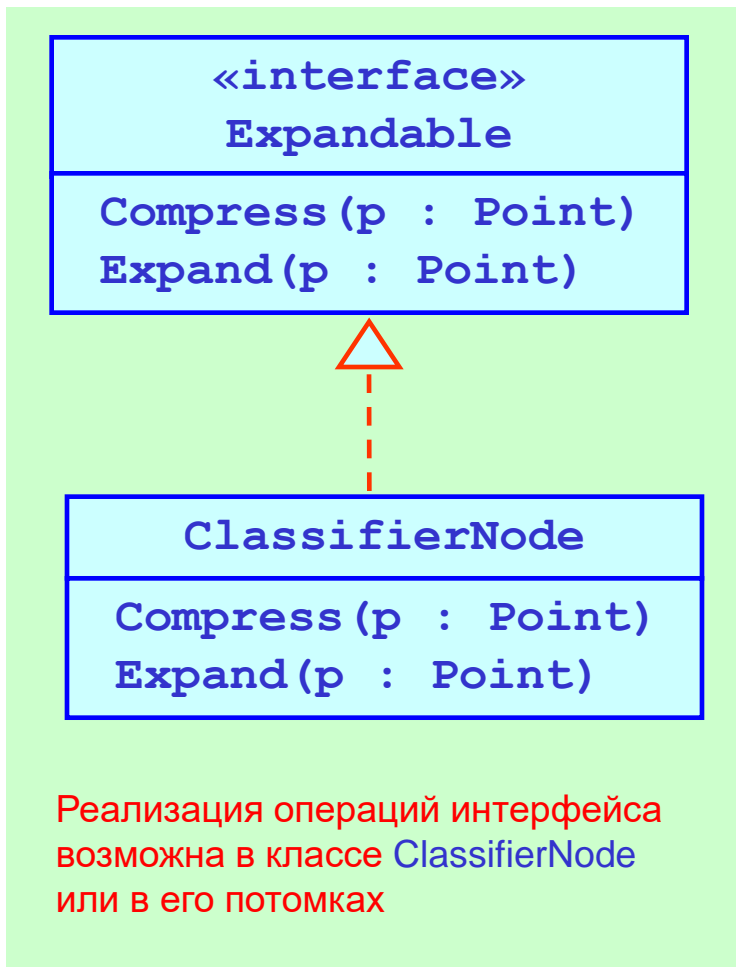 «interface»
Expandable
Compress(p : Point)
Expand(p : Point)
ClassifierNode
Compress(p : Point)
Expand(p : Point)
Реализация операций интерфейса
возможна в классе ClassifierNode
или в его потомках